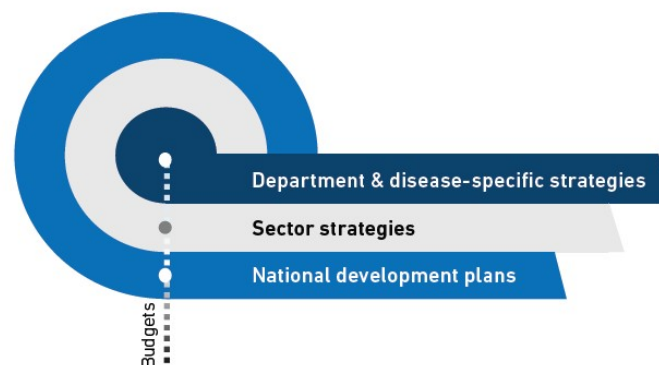 Department & disease-specific strategies
Sector strategies
National development plans
Budgets